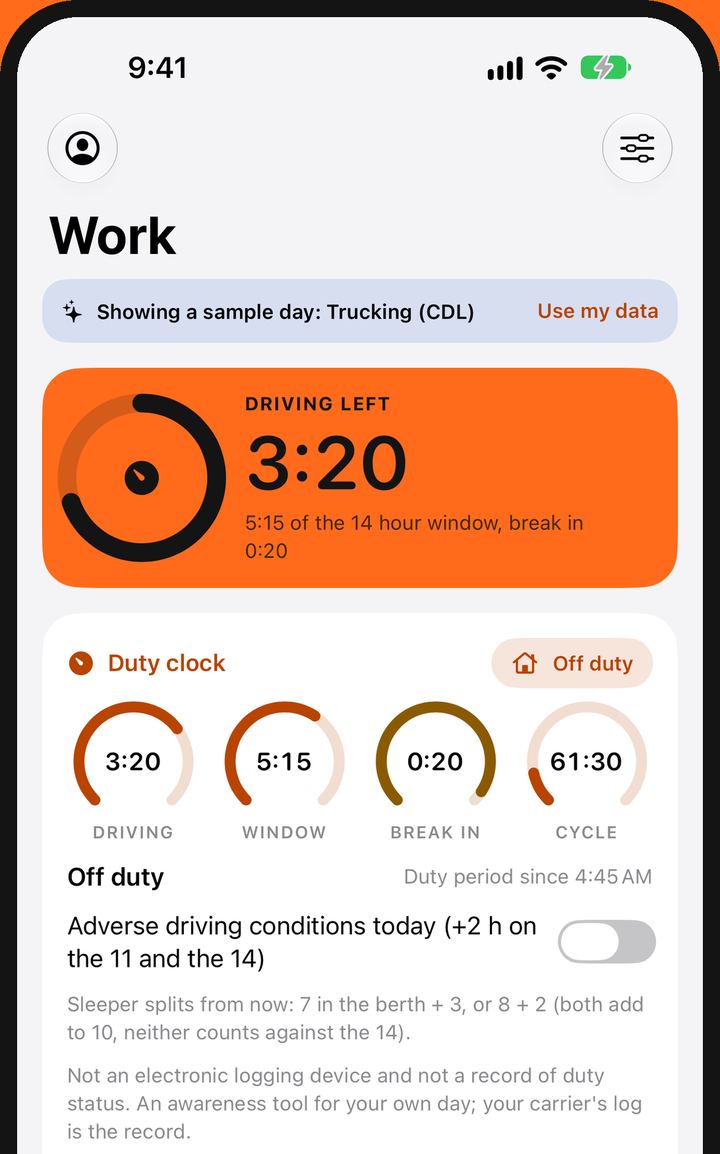 9:41
Work
Showing a sample day: Trucking (CDL)
Use my data
DRIVING LEFT
3:20
5:15 of the 14 hour window, break in
0:20
Duty clock
Off duty
3:20
5:15
0:20
61:30
DRIVING
WINDOW
BREAK IN
CYCLE
Off duty
Duty period since 4:45 AM
Adverse driving conditions today (+2 h on
the 11 and the 14)
Sleeper splits from now: 7 in the berth + 3, or 8 + 2 (both add
to 10, neither counts against the 14).
Not an electronic logging device and not a record of duty
status. An awareness tool for your own day; your carrier's log
is the record.